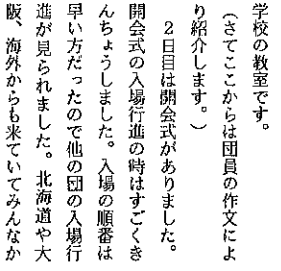 学校の教室です。
（さてここからは団員の作文によ
り紹介します。）
　２日目は開会式がありました。
開会式の入場行進の時はすごくき
んちょうしました。入場の順番は
早い方だったので他の団の入場行
進が見られました。北海道や大
阪、海外からも来ていてみんなか